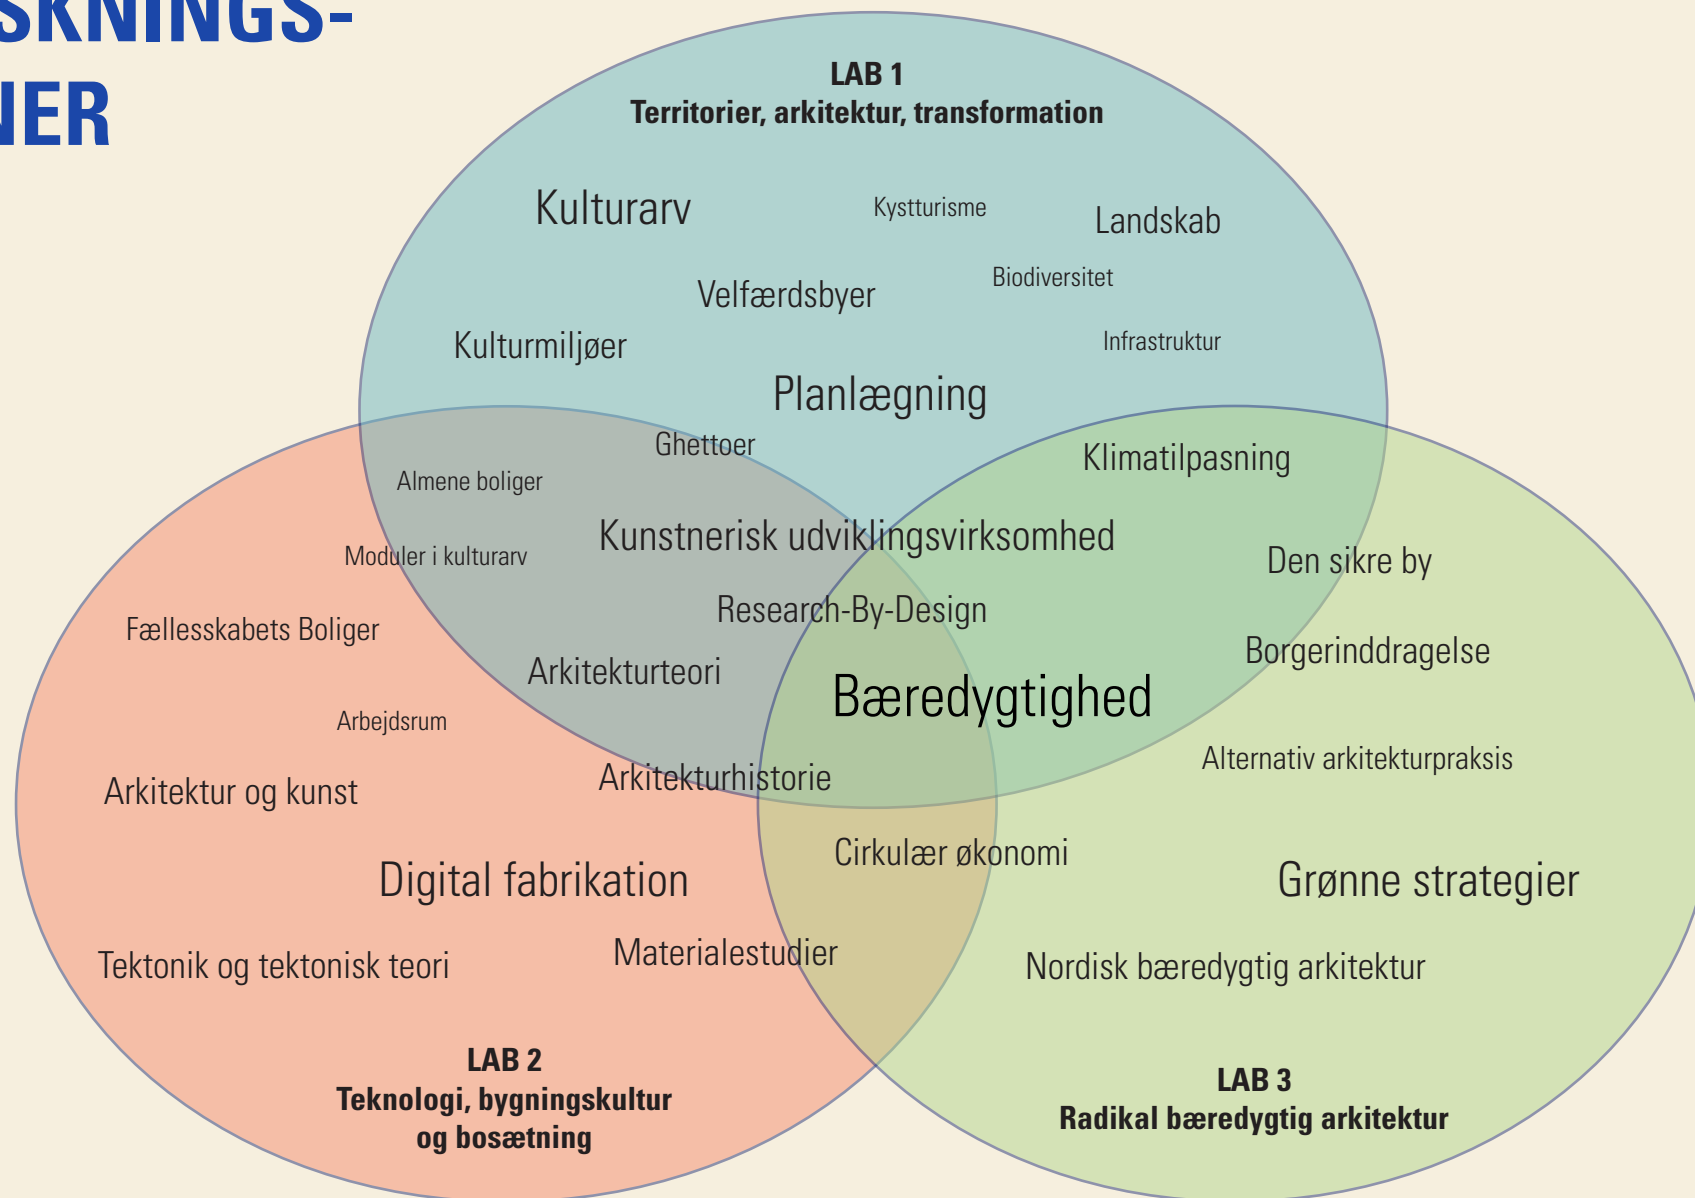 SKNINGS-
NER
LAB 1
Territorier, arkitektur, transformation
Kulturarv
Kystturisme
Landskab
Biodiversitet
Velfærdsbyer
Kulturmiljøer
Infrastruktur
Planlægning
Ghettoer
Klimatilpasning
Almene boliger
Kunstnerisk udviklingsvirksomhed
Moduler i kulturarv
Den sikre by
Research-By-Design
Fællesskabets Boliger
Borgerinddragelse
Arkitekturteori
Bæredygtighed
Arbejdsrum
Alternativ arkitekturpraksis
Arkitekturhistorie
Arkitektur og kunst
Cirkulær økonomi
Digital fabrikation
Grønne strategier
Materialestudier
Tektonik og tektonisk teori
Nordisk bæredygtig arkitektur
LAB 2
Teknologi, bygningskultur
og bosætning
LAB 3
Radikal bæredygtig arkitektur